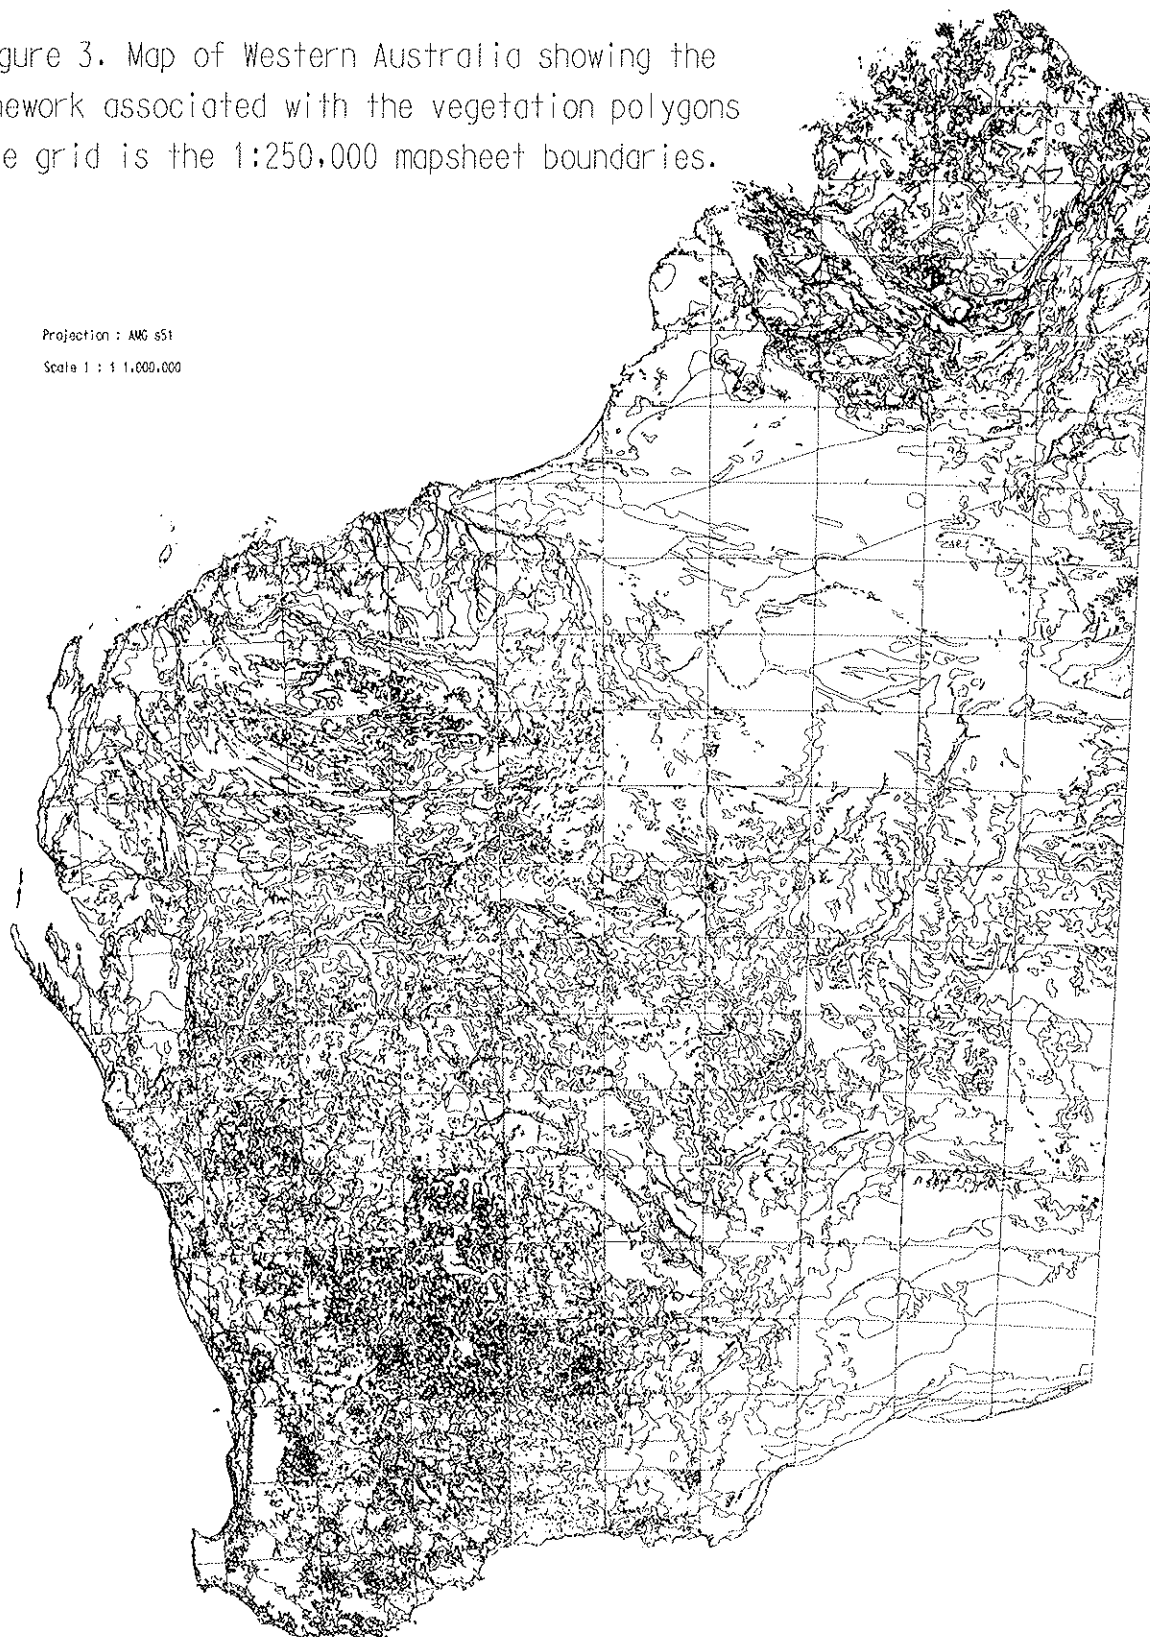 gure 3. Map of Western Australia showing the
nework associated with the vegetation polygons
e grid is the 1:250,000 mapsheet boundaries.
Projection : AMG s51
Scale 1 : 1 1,000,000